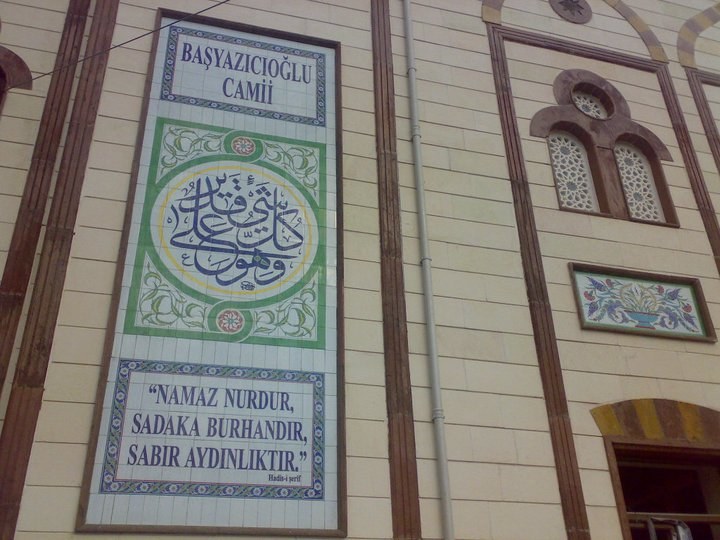 BAŞYAZICIOĞLU
CAMİİ
وهو على كل شيء قدير
“NAMAZ NURDUR,
SADAKA BURHANDIR,
SABIR AYDINLIKTIR.”
Hadis-i şerif